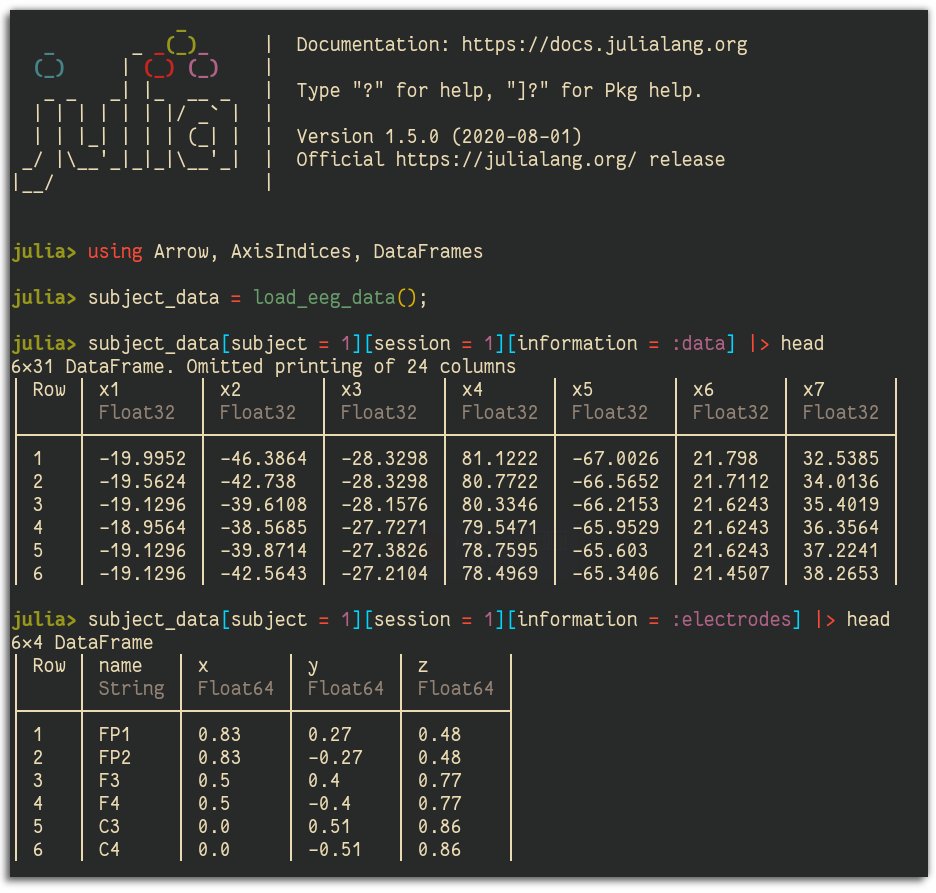 Documentation: https://docs.julialang.org
Type "?" for help, "]?" for Pkg help.
julia
Version 1.5.0 (2020-08-01)
Official https://julialang.org/ release
julia> using Arrow, AxisIndices, DataFrames
julia> subject_data = load_eeg_data();
julia> subject_data[subject = 1][session = 1][information = :data] |> head
6×31 DataFrame. Omitted printing of 24 columns
Row x1 x2 x3 x4 x5 x6 x7
Float32 Float32 Float32 Float32 Float32 Float32 Float32
1 -19.9952 -46.3864 -28.3298 81.1222 -67.0026 21.798 32.5385
2 -19.5624 -42.738 -28.3298 80.7722 -66.5652 21.7112 34.0136
3 -19.1296 -39.6108 -28.1576 80.3346 -66.2153 21.6243 35.4019
4 -18.9564 -38.5685 -27.7271 79.5471 -65.9529 21.6243 36.3564
5 -19.1296 -39.8714 -27.3826 78.7595 -65.603 21.6243 37.2241
6 -19.1296 -42.5643 -27.2104 78.4969 -65.3406 21.4507 38.2653
julia> subject_data[subject = 1][session = 1][information = :electrodes] |> head
6×4 DataFrame
Row name x y z
String Float64 Float64 Float64
1 FP1 0.83 0.27 0.48
2 FP2 0.83 -0.27 0.48
3 F3 0.5 0.4 0.77
4 F4 0.5 -0.4 0.77
5 C3 0.0 0.51 0.86
6 C4 0.0 -0.51 0.86